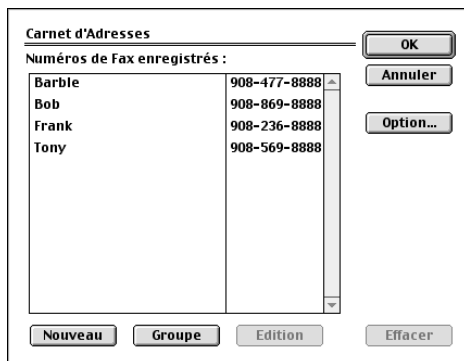 Carnet d'Adresses
OK
Numéros de Fax enregistrés :
Annuler
Barble 908-477-8888
Bob 908-869-8888
Option...
Frank 908-236-8888
Tony 908-569-8888
Nouveau Groupe Edition Effacer